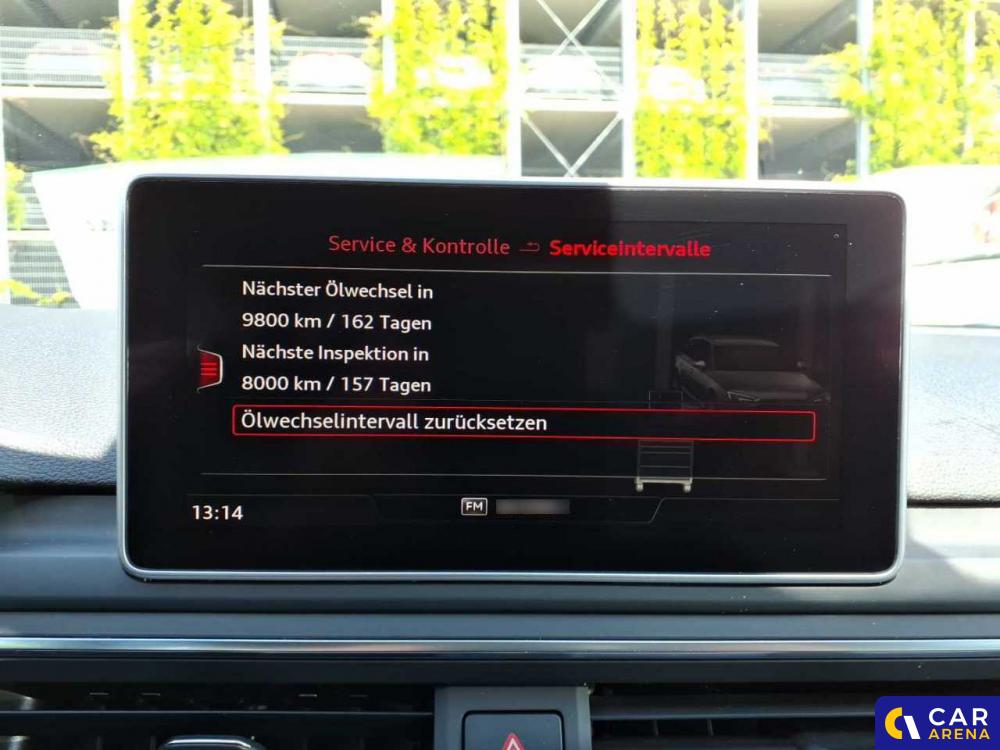 Service & Kontrolle Serviceintervalle
Nächster Ölwechsel in
9800 km / 162 Tagen
Nächste Inspektion in
8000 km / 157 Tagen
Ölwechselintervall zurücksetzen
13:14
FM
CAR
ARENA